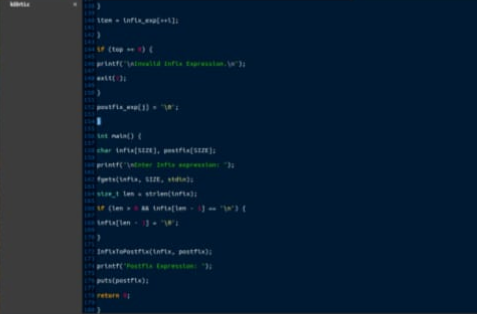 }
item = infix_exp[++i];
}
if (top == 0) {
printf("\nInvalid Infix Expression.\n");
exit(1);
}
postfix_exp[j] = '\0';
}
int main() {
char infix[SIZE], postfix[SIZE];
printf("\nEnter Infix expression: ");
fgets(infix, SIZE, stdin);
size_t len = strlen(infix);
if (len > 0 && infix[len - 1] == '\n') {
infix[len - 1] = '\0';
}
InfixToPostfix(infix, postfix);
printf("Postfix Expression: ");
puts(postfix);
return 0;
}